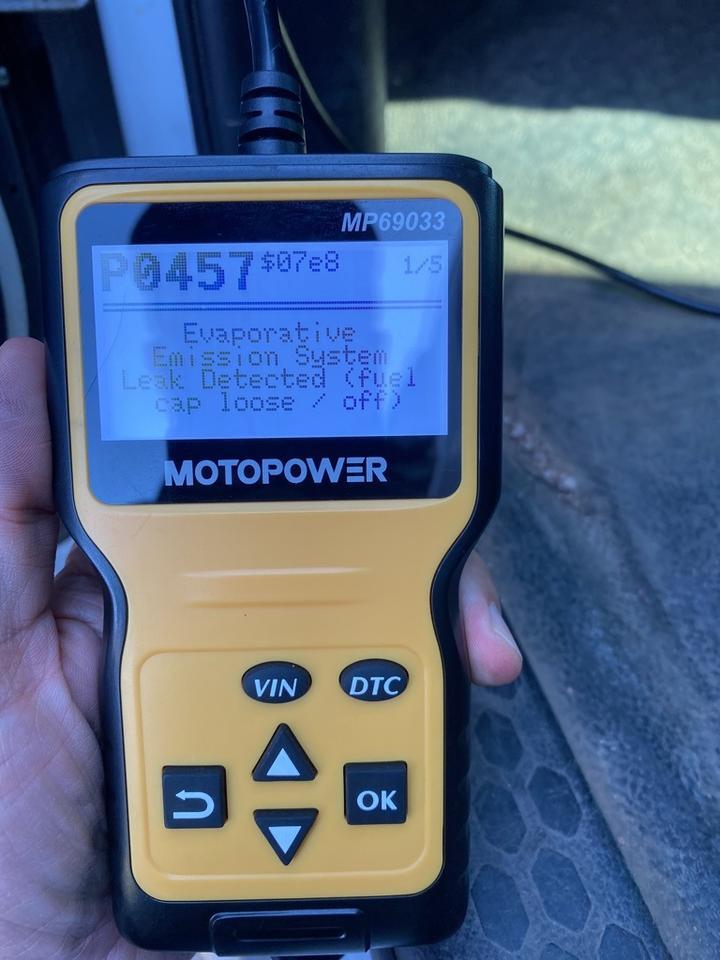 MP69033
P0457 $07e8 1/5
Evaporative
Emission System
Leak Detected (fuel
cap loose / off)
MOTOPOWER
VIN DTC
OK